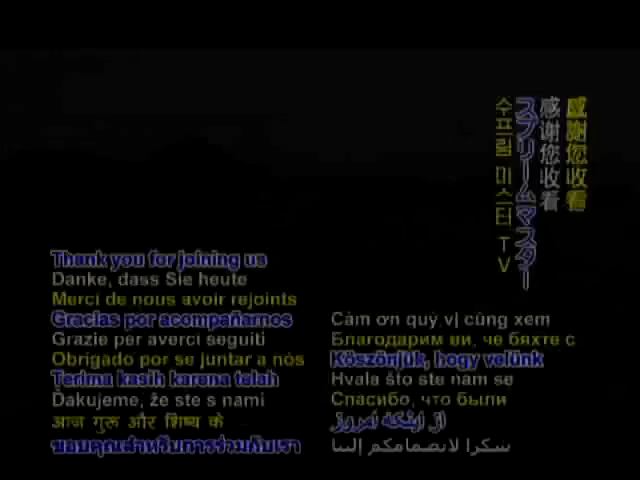 感謝您收看
感谢您收看
スプリームマスター
수프림 마스터 TV
Thank you for joining us
Danke, dass Sie heute
Merci de nous avoir rejoints
Gracias por acompañarnos
Grazie per averci seguiti
Obrigado por se juntar a nós
Terima kasih karena telah
Ďakujeme, že ste s nami
आज गुरू और शिष्य के
ขอบคุณสำหรับการร่วมกับเรา
Cám ơn quý vị cùng xem
Благодарим ви, че бяхте с
Köszönjük, hogy velünk
Hvala što ste nam se
Спасибо, что были
از اینکه امروز
شكرا لانضمامكم إلينا